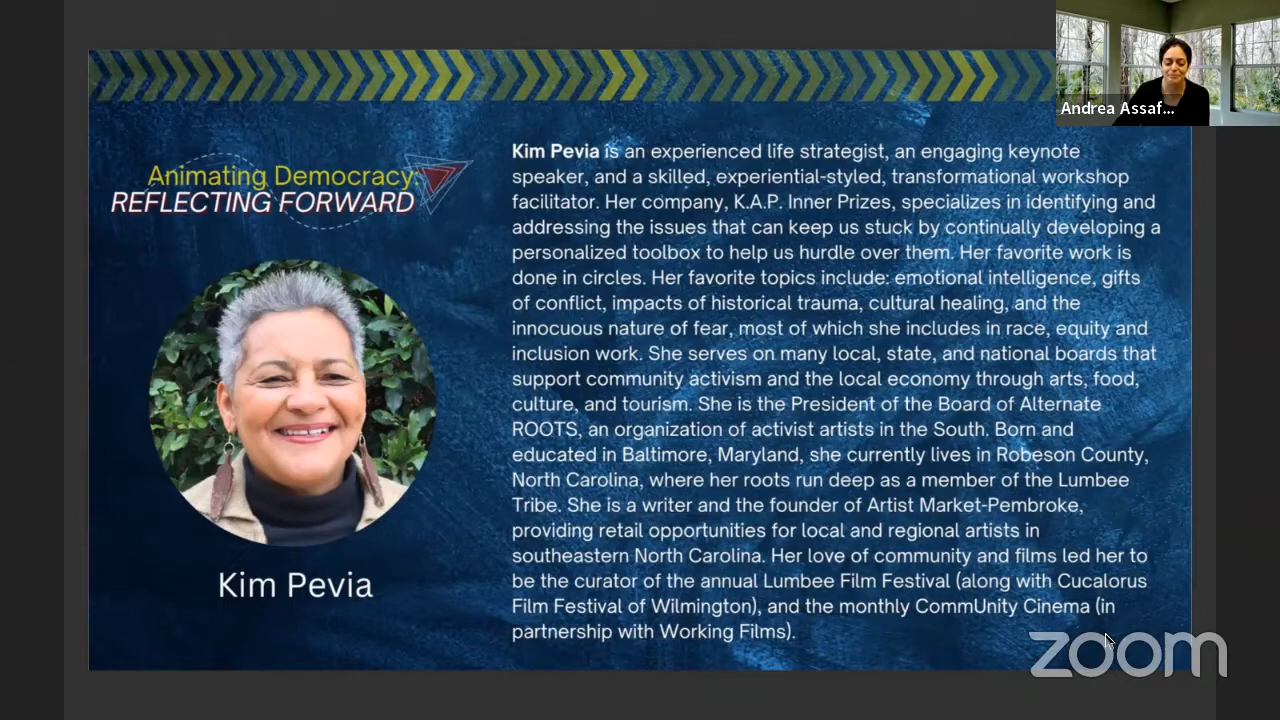 Andrea Assaf...
Animating Democracy:
REFLECTING FORWARD
Kim Pevia
Kim Pevia is an experienced life strategist, an engaging keynote
speaker, and a skilled, experiential-styled, transformational workshop
facilitator. Her company, K.A.P. Inner Prizes, specializes in identifying and
addressing the issues that can keep us stuck by continually developing a
personalized toolbox to help us hurdle over them. Her favorite work is
done in circles. Her favorite topics include: emotional intelligence, gifts
of conflict, impacts of historical trauma, cultural healing, and the
innocuous nature of fear, most of which she includes in race, equity and
inclusion work. She serves on many local, state, and national boards that
support community activism and the local economy through arts, food,
culture, and tourism. She is the President of the Board of Alternate
ROOTS, an organization of activist artists in the South. Born and
educated in Baltimore, Maryland, she currently lives in Robeson County,
North Carolina, where her roots run deep as a member of the Lumbee
Tribe. She is a writer and the founder of Artist Market-Pembroke,
providing retail opportunities for local and regional artists in
southeastern North Carolina. Her love of community and films led her to
be the curator of the annual Lumbee Film Festival (along with Cucalorus
Film Festival of Wilmington), and the monthly CommUnity Cinema (in
partnership with Working Films).
zoom